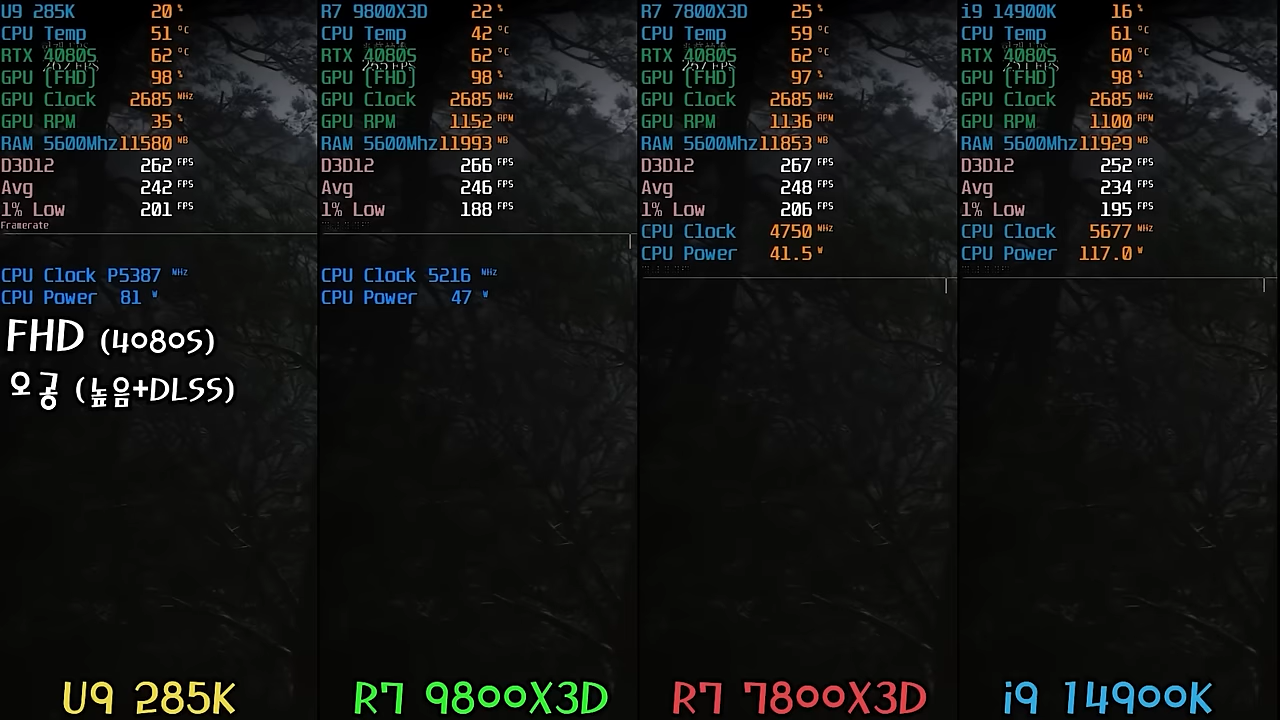 U9 285K 20 %
CPU Temp 51 °C
RTX 4080S 62 °C
GPU (FHD) 98 %
GPU Clock 2685 MHz
GPU RPM 35 %
RAM 5600Mhz 11580 MB
D3D12 262 FPS
Avg 242 FPS
1% Low 201 FPS
Framerate
CPU Clock P5387 MHz
CPU Power 81 W
FHD (4080S)
오공 (높음+DLSS)
U9 285K
R7 9800X3D 22 %
CPU Temp 42 °C
RTX 4080S 62 °C
GPU (FHD) 98 %
GPU Clock 2685 MHz
GPU RPM 1152 RPM
RAM 5600Mhz 11993 MB
D3D12 266 FPS
Avg 246 FPS
1% Low 188 FPS
CPU Clock 5216 MHz
CPU Power 47 W
R7 9800X3D
R7 7800X3D 25 %
CPU Temp 59 °C
RTX 4080S 62 °C
GPU (FHD) 97 %
GPU Clock 2685 MHz
GPU RPM 1136 RPM
RAM 5600Mhz 11853 MB
D3D12 267 FPS
Avg 248 FPS
1% Low 206 FPS
CPU Clock 4750 MHz
CPU Power 41.5 W
R7 7800X3D
i9 14900K 16 %
CPU Temp 61 °C
RTX 4080S 60 °C
GPU (FHD) 98 %
GPU Clock 2685 MHz
GPU RPM 1100 RPM
RAM 5600Mhz 11929 MB
D3D12 252 FPS
Avg 234 FPS
1% Low 195 FPS
CPU Clock 5677 MHz
CPU Power 117.0 W
i9 14900K